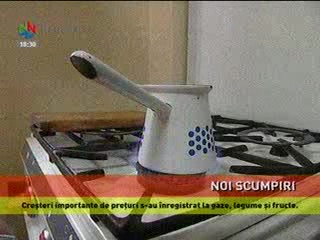 18:30
NOI SCUMPIRI
Creșteri importante de prețuri s-au înregistrat la gaze, legume și fructe.